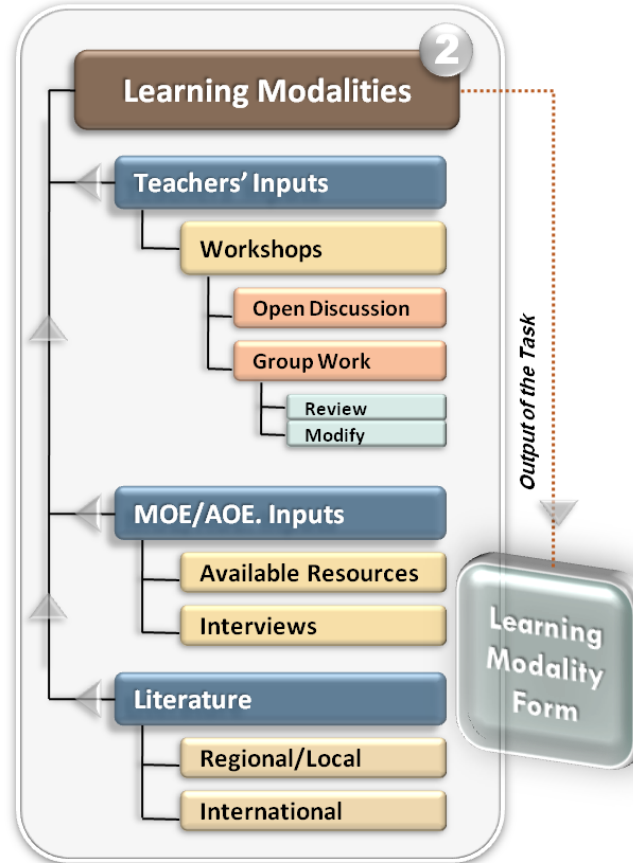 2
Learning Modalities
Teachers' Inputs
Workshops
Open Discussion
Group Work
Review
Modify
Output of the Task
MOE/AOE. Inputs
Available Resources
Interviews
Learning
Modality
Form
Literature
Regional/Local
International